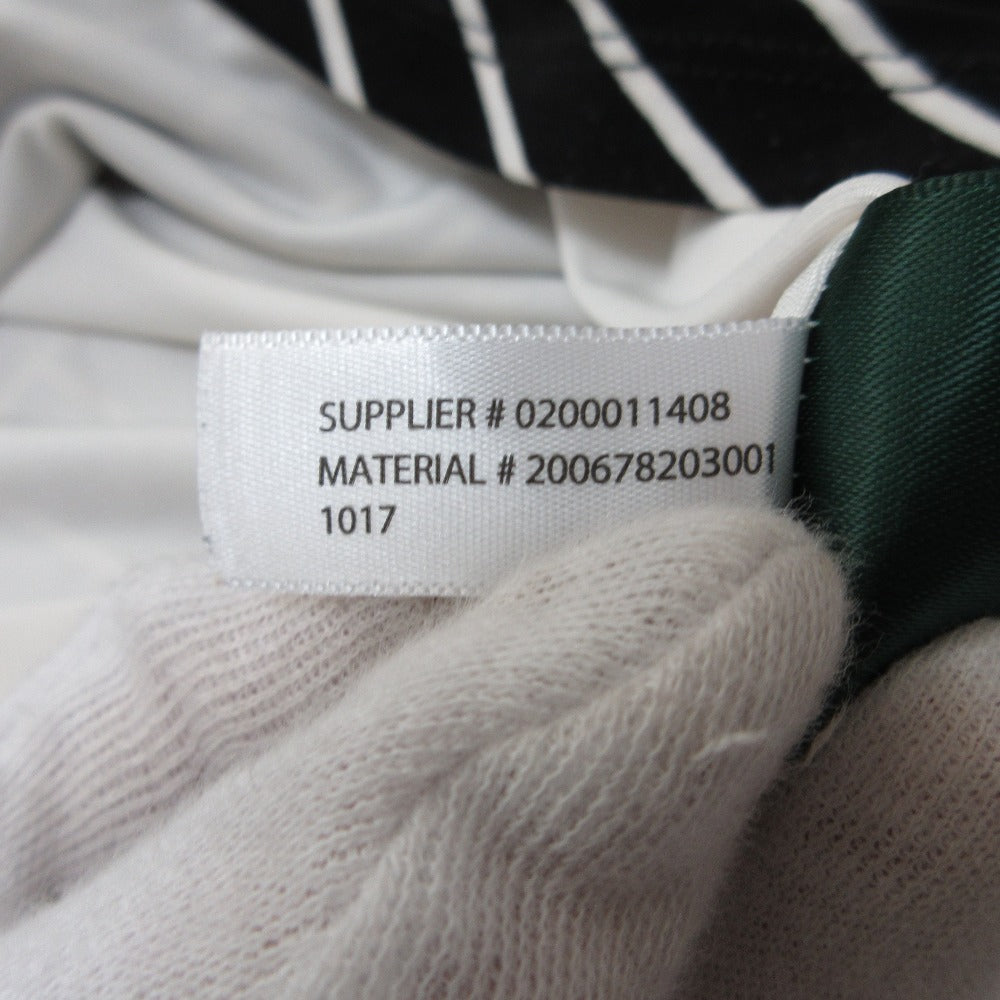 SUPPLIER # 0200011408
MATERIAL # 200678203001
1017